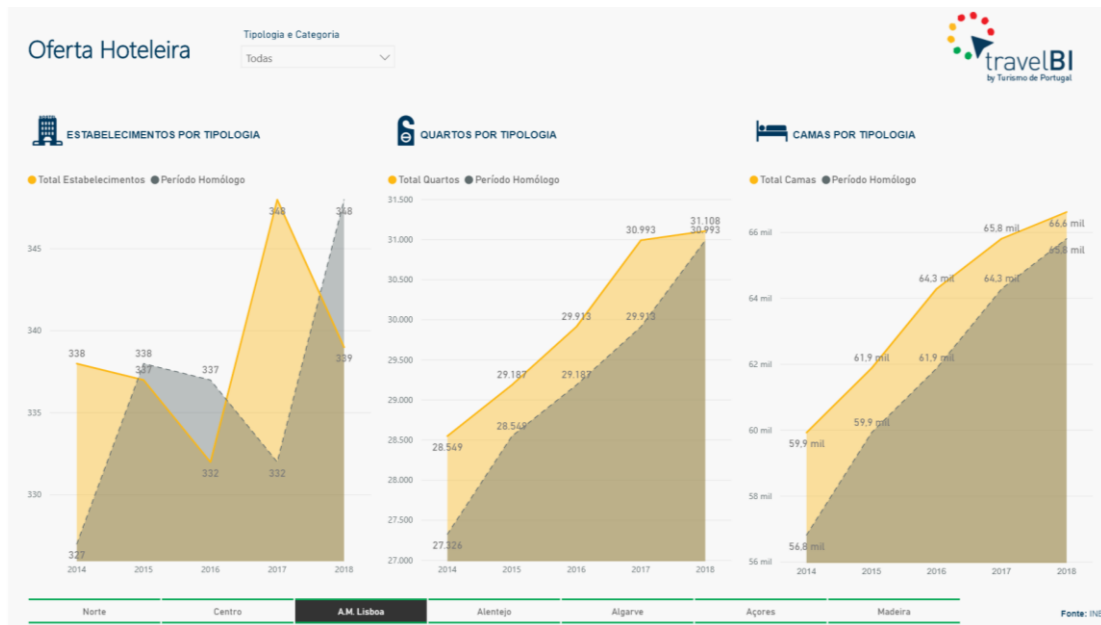 Oferta Hoteleira
Tipologia e Categoria
Todas
travelBI
by Turismo de Portugal
ESTABELECIMENTOS POR TIPOLOGIA
Total Estabelecimentos Período Homólogo
345
340
335
330
338
327
338
337
337
332
348
332
348
339
2014 2015 2016 2017 2018
QUARTOS POR TIPOLOGIA
Total Quartos Período Homólogo
31.500
31.000
30.500
30.000
29.500
29.000
28.500
28.000
27.500
27.000
28.549
27.326
29.187
28.549
29.913
29.187
30.993
29.913
31.108
30.993
2014 2015 2016 2017 2018
CAMAS POR TIPOLOGIA
Total Camas Período Homólogo
66 mil
64 mil
62 mil
60 mil
58 mil
56 mil
59,9 mil
56,8 mil
61,9 mil
59,9 mil
64,3 mil
61,9 mil
65,8 mil
64,3 mil
66,6 mil
65,8 mil
2014 2015 2016 2017 2018
Norte Centro A.M. Lisboa Alentejo Algarve Açores Madeira
Fonte: INE